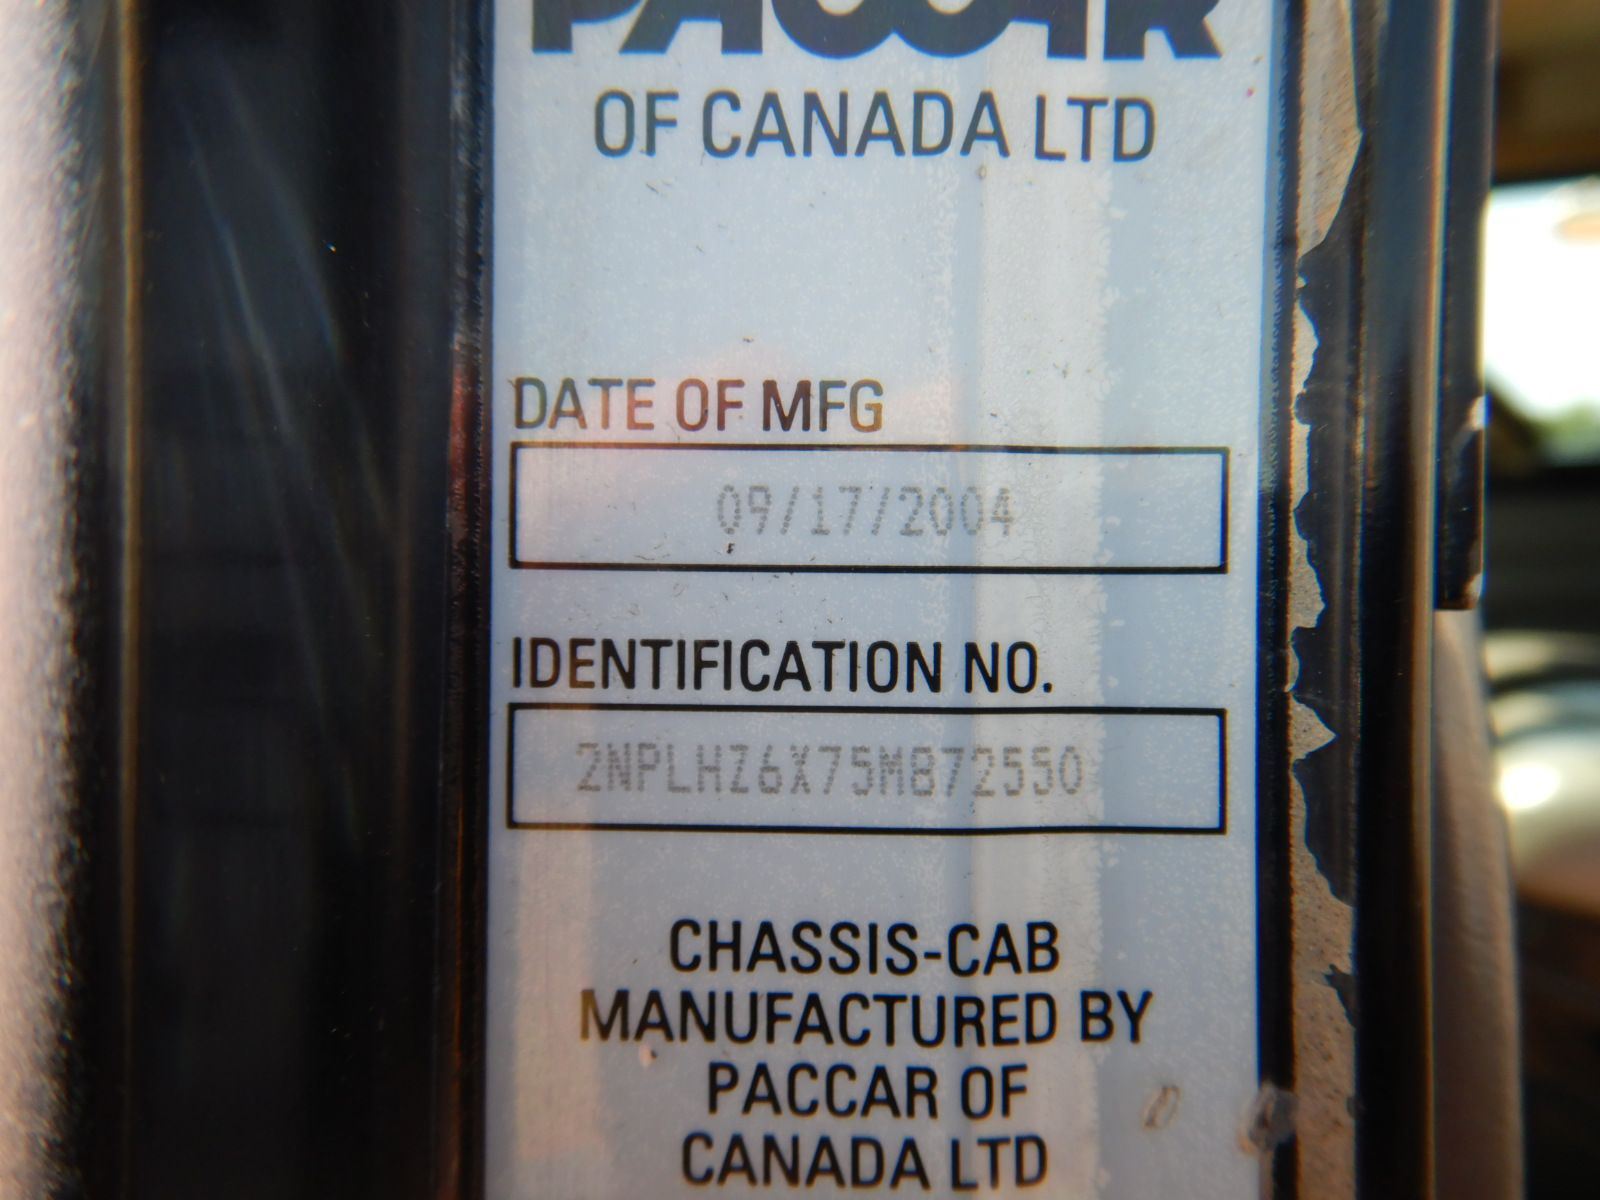 PACCAR
OF CANADA LTD
DATE OF MFG
09/17/2004
IDENTIFICATION NO.
2NPLHZ6X75M872550
CHASSIS-CAB
MANUFACTURED BY
PACCAR OF
CANADA LTD